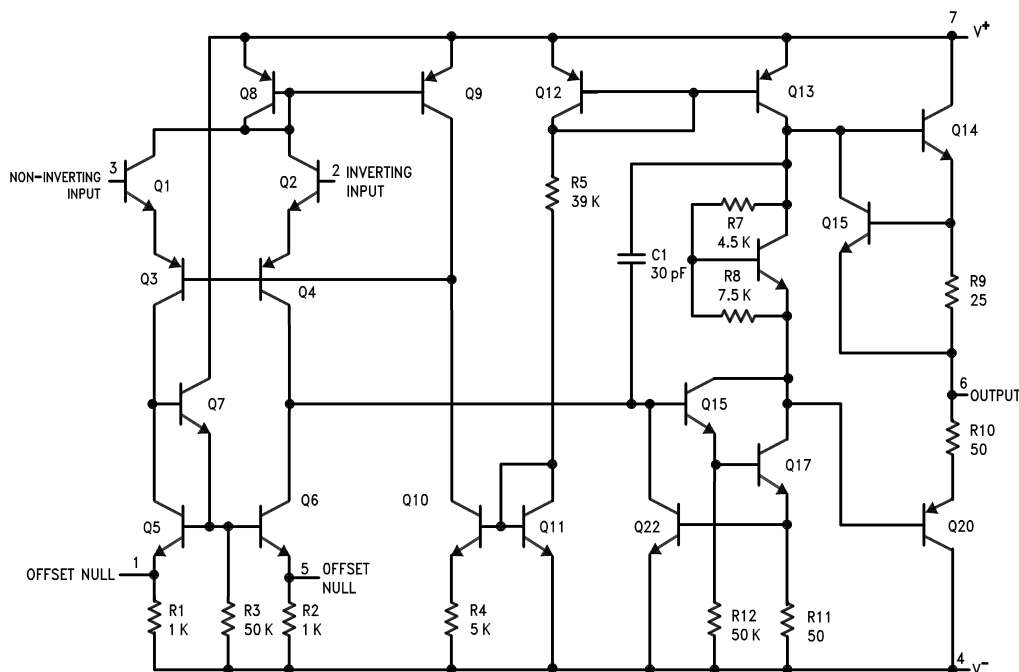 7
V+
Q8
Q9
Q12
Q13
Q14
3
NON-INVERTING
INPUT
Q1
Q2
2
INVERTING
INPUT
R5
39 K
R7
4.5 K
Q15
C1
30 pF
R8
7.5 K
Q3
Q4
R9
25
6
OUTPUT
Q7
Q15
R10
50
Q17
Q5
Q6
Q10
Q11
Q22
Q20
1
OFFSET NULL
5
OFFSET
NULL
R1
1 K
R3
50 K
R2
1 K
R4
5 K
R12
50 K
R11
50
4
V-